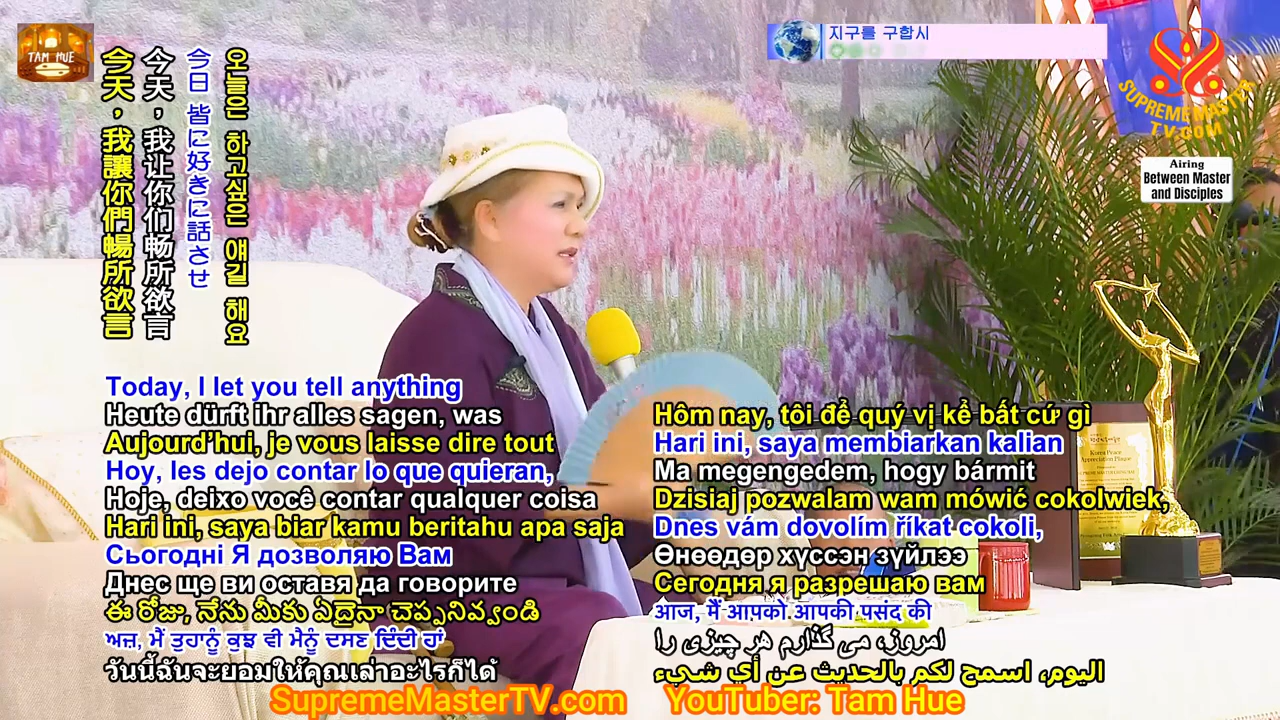 TAM HUE
지구를 구합시
SUPREME MASTER
TV.COM
Airing
Between Master
and Disciples
오늘은 하고싶은 얘길 해요
今日 皆に好きに話させ
今天，我让你们畅所欲言
今天，我讓你們暢所欲言
Today, I let you tell anything
Heute dürft ihr alles sagen, was
Aujourd’hui, je vous laisse dire tout
Hoy, les dejo contar lo que quieran,
Hoje, deixo você contar qualquer coisa
Hari ini, saya biar kamu beritahu apa saja
Сьогодні Я дозволяю Вам
Днес ще ви оставя да говорите
ఈ రోజు, నేను మీకు ఏదైనా చెప్పనివ్వండి
ਅਜ਼, ਮੈਂ ਤੁਹਾਨੂੰ ਕੁਝ ਵੀ ਮੈਨੂੰ ਦਸਣ ਦਿੰਦੀ ਹਾਂ
วันนี้ฉันจะยอมให้คุณเล่าอะไรก็ได้
Hôm nay, tôi để quý vị kể bất cứ gì
Hari ini, saya membiarkan kalian
Ma megengedem, hogy bármit
Dzisiaj pozwalam wam mówić cokolwiek,
Dnes vám dovolím říkat cokoli,
Өнөөдөр хүссэн зүйлээ
Сегодня я разрешаю вам
आज, मैं आपको आपकी पसंद की
امروز، می گذارم هر چیزی را
اليوم، اسمح لكم بالحديث عن أي شيء
Korea Peace
Appreciation Plaque
SupremeMasterTV.com
YouTuber: Tam Hue